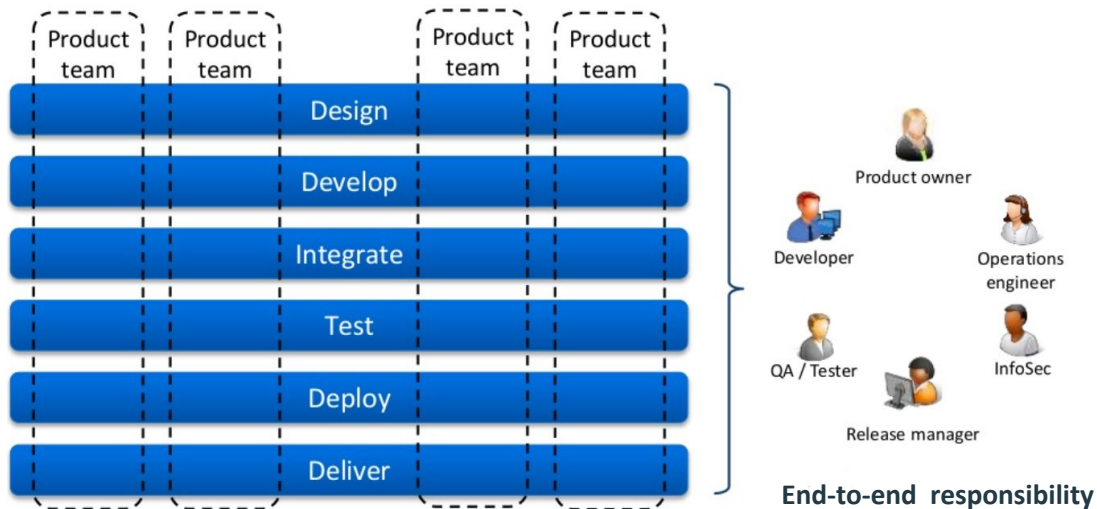 Product
team
Product
team
Product
team
Product
team
Design
Develop
Integrate
Test
Deploy
Deliver
Product owner
Developer
Operations
engineer
QA / Tester
InfoSec
Release manager
End-to-end responsibility